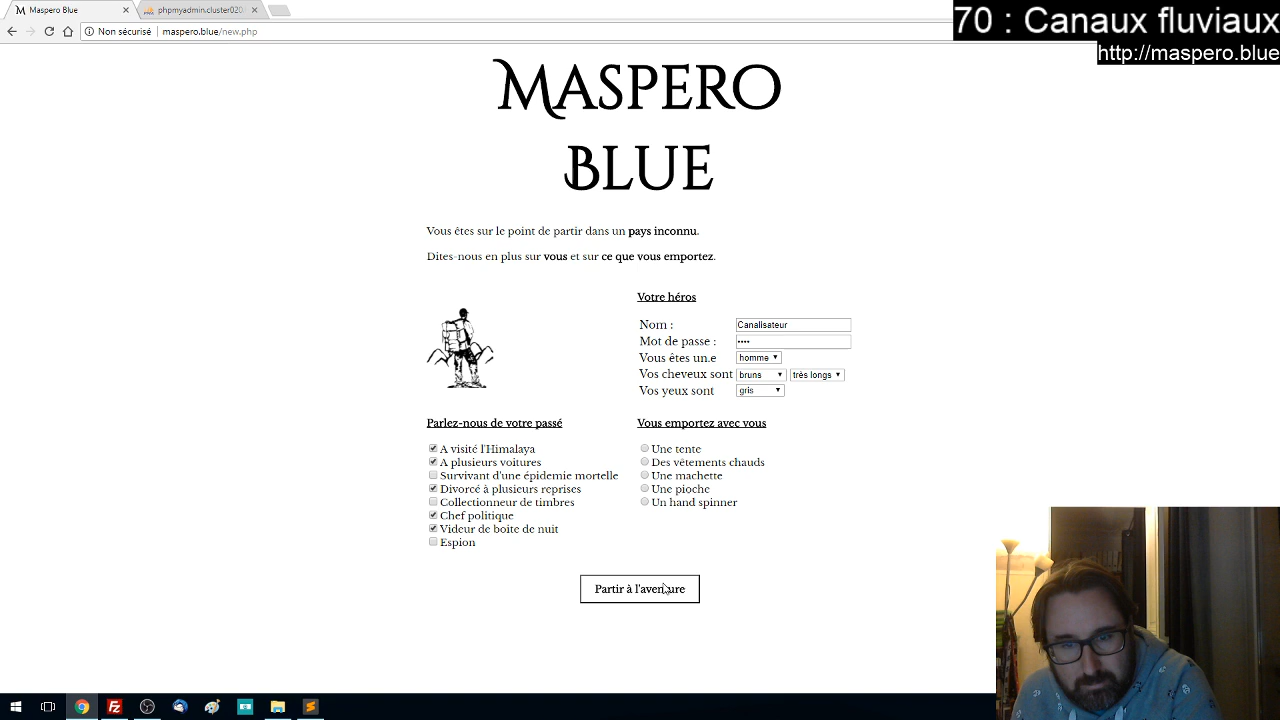 Maspero Blue
phpmyadmin.cluster020
70 : Canaux fluviaux
Non sécurisé
maspero.blue/new.php
http://maspero.blue
MASPERO
BLUE
Vous êtes sur le point de partir dans un pays inconnu.
Dites-nous en plus sur vous et sur ce que vous emportez.
Votre héros
Nom : Canalisateur
Mot de passe : ••••
Vous êtes un.e homme
Vos cheveux sont bruns très longs
Vos yeux sont gris
Parlez-nous de votre passé
A visité l'Himalaya
A plusieurs voitures
Survivant d'une épidemie mortelle
Divorcé à plusieurs reprises
Collectionneur de timbres
Chef politique
Videur de boite de nuit
Espion
Vous emportez avec vous
Une tente
Des vêtements chauds
Une machette
Une pioche
Un hand spinner
Partir à l'aventure